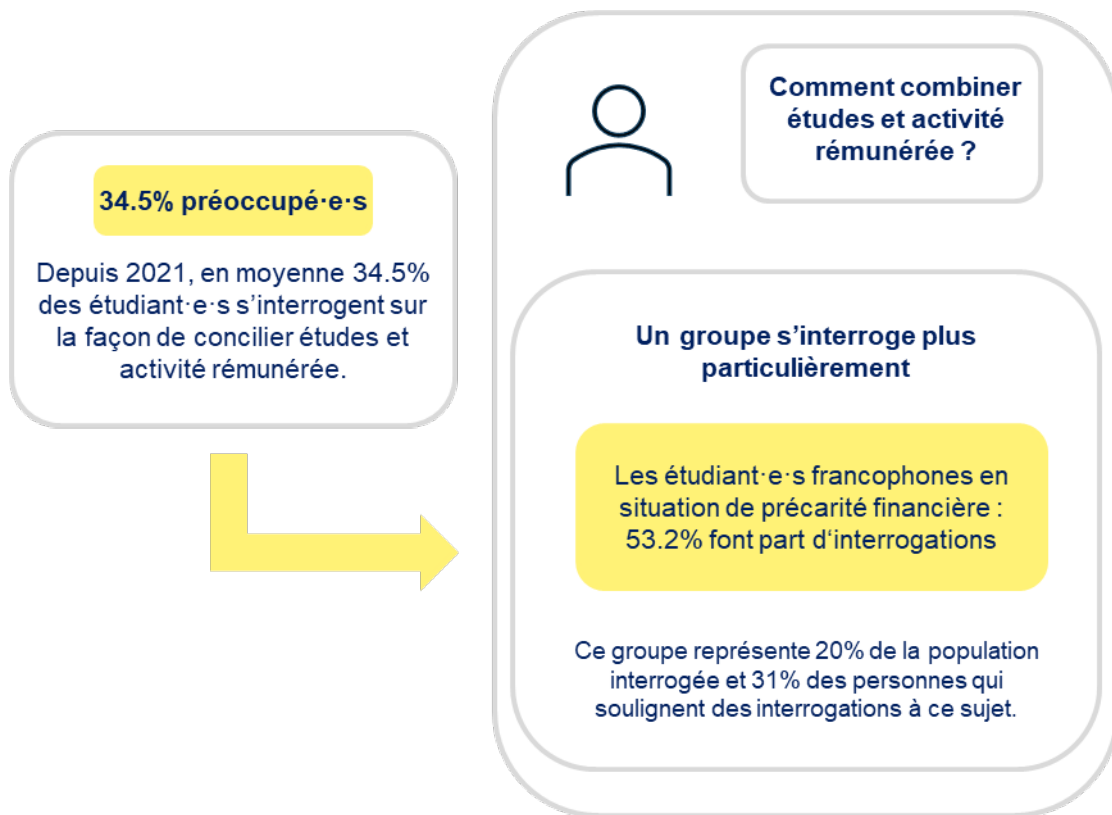 34.5% préoccupé·e·s
Depuis 2021, en moyenne 34.5%
des étudiant·e·s s’interrogent sur
la façon de concilier études et
activité rémunérée.
Comment combiner
études et activité
rémunérée ?
Un groupe s’interroge plus
particulièrement
Les étudiant·e·s francophones en
situation de précarité financière :
53.2% font part d‘interrogations
Ce groupe représente 20% de la population
interrogée et 31% des personnes qui
soulignent des interrogations à ce sujet.